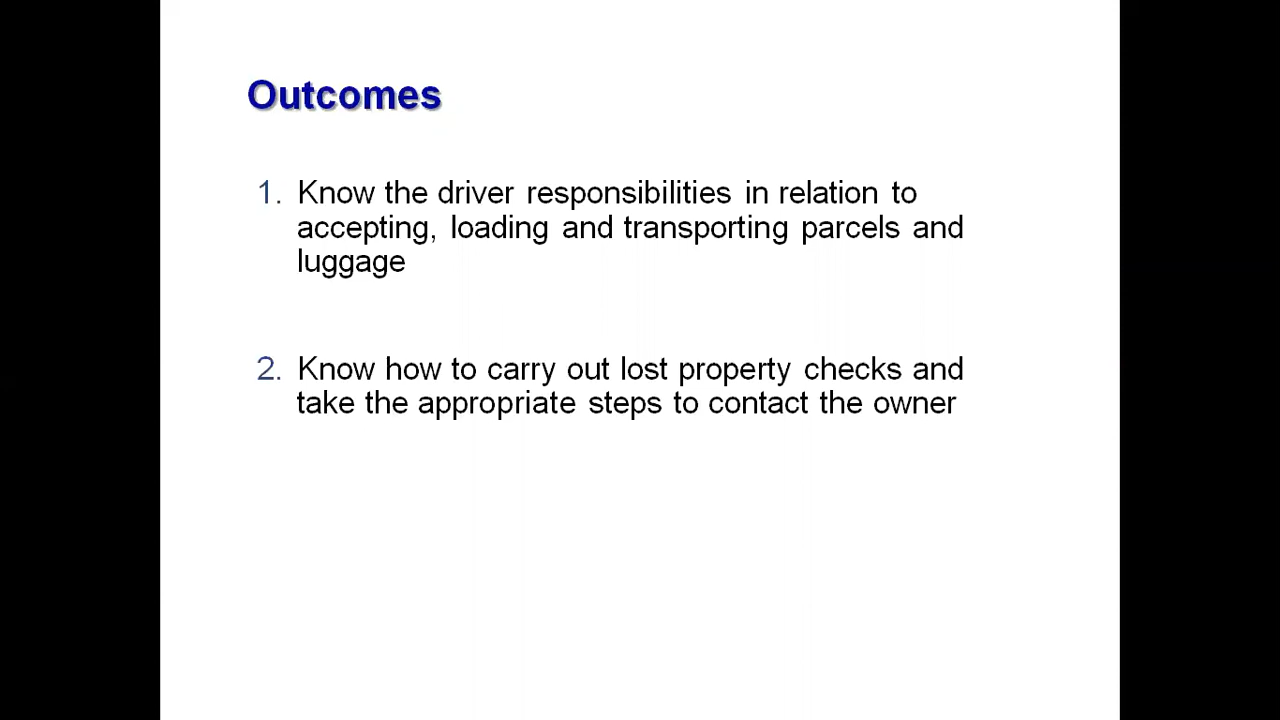 Outcomes
1. Know the driver responsibilities in relation to
accepting, loading and transporting parcels and
luggage
2. Know how to carry out lost property checks and
take the appropriate steps to contact the owner